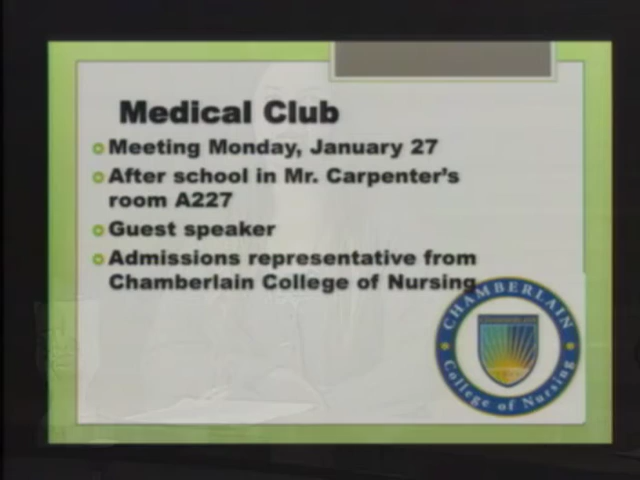 Medical Club
Meeting Monday, January 27
After school in Mr. Carpenter's
room A227
Guest speaker
Admissions representative from
Chamberlain College of Nursing
CHAMBERLAIN
CHAMBERLAIN
College of Nursing